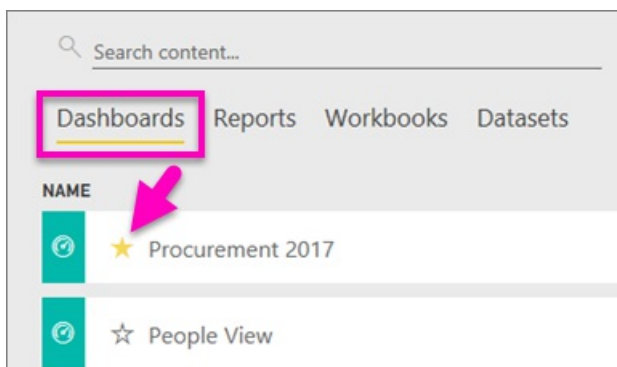 Search content...
Dashboards Reports Workbooks Datasets
NAME
Procurement 2017
People View